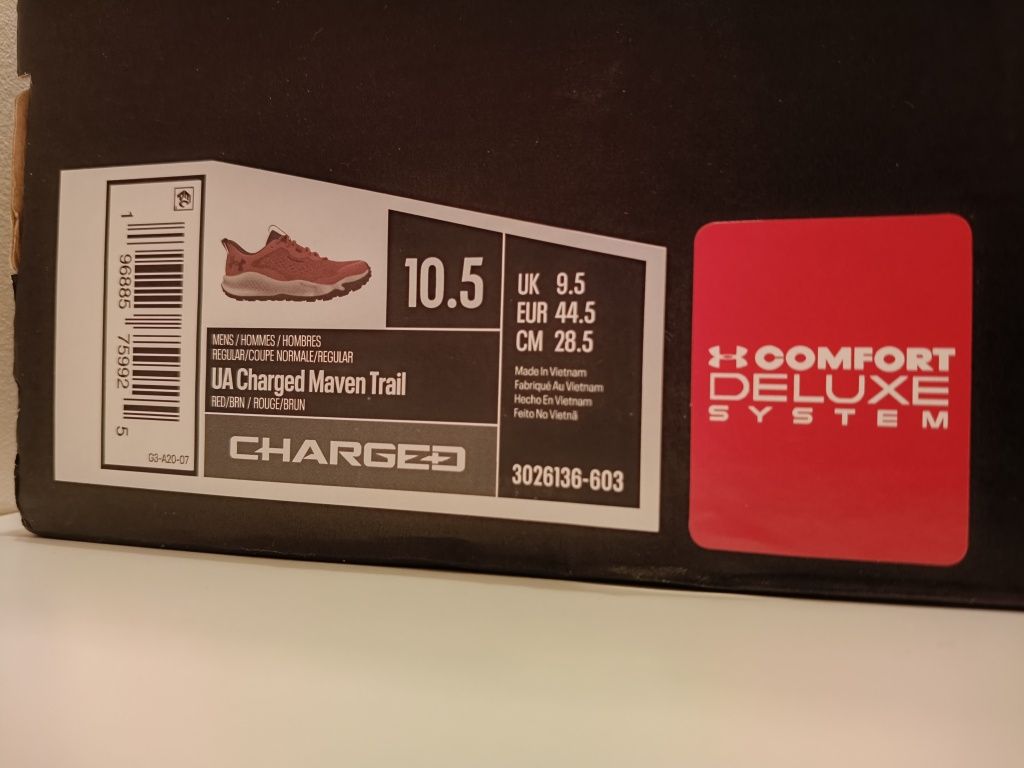 1 96885 75992 5
G3-A20-07
10.5
MENS / HOMMES / HOMBRES
REGULAR/COUPE NORMALE/REGULAR
UA Charged Maven Trail
RED/BRN / ROUGE/BRUN
CHARGED
UK 9.5
EUR 44.5
CM 28.5
Made In Vietnam
Fabriqué Au Vietnam
Hecho En Vietnam
Feito No Vietnã
3026136-603
COMFORT
DELUXE
SYSTEM